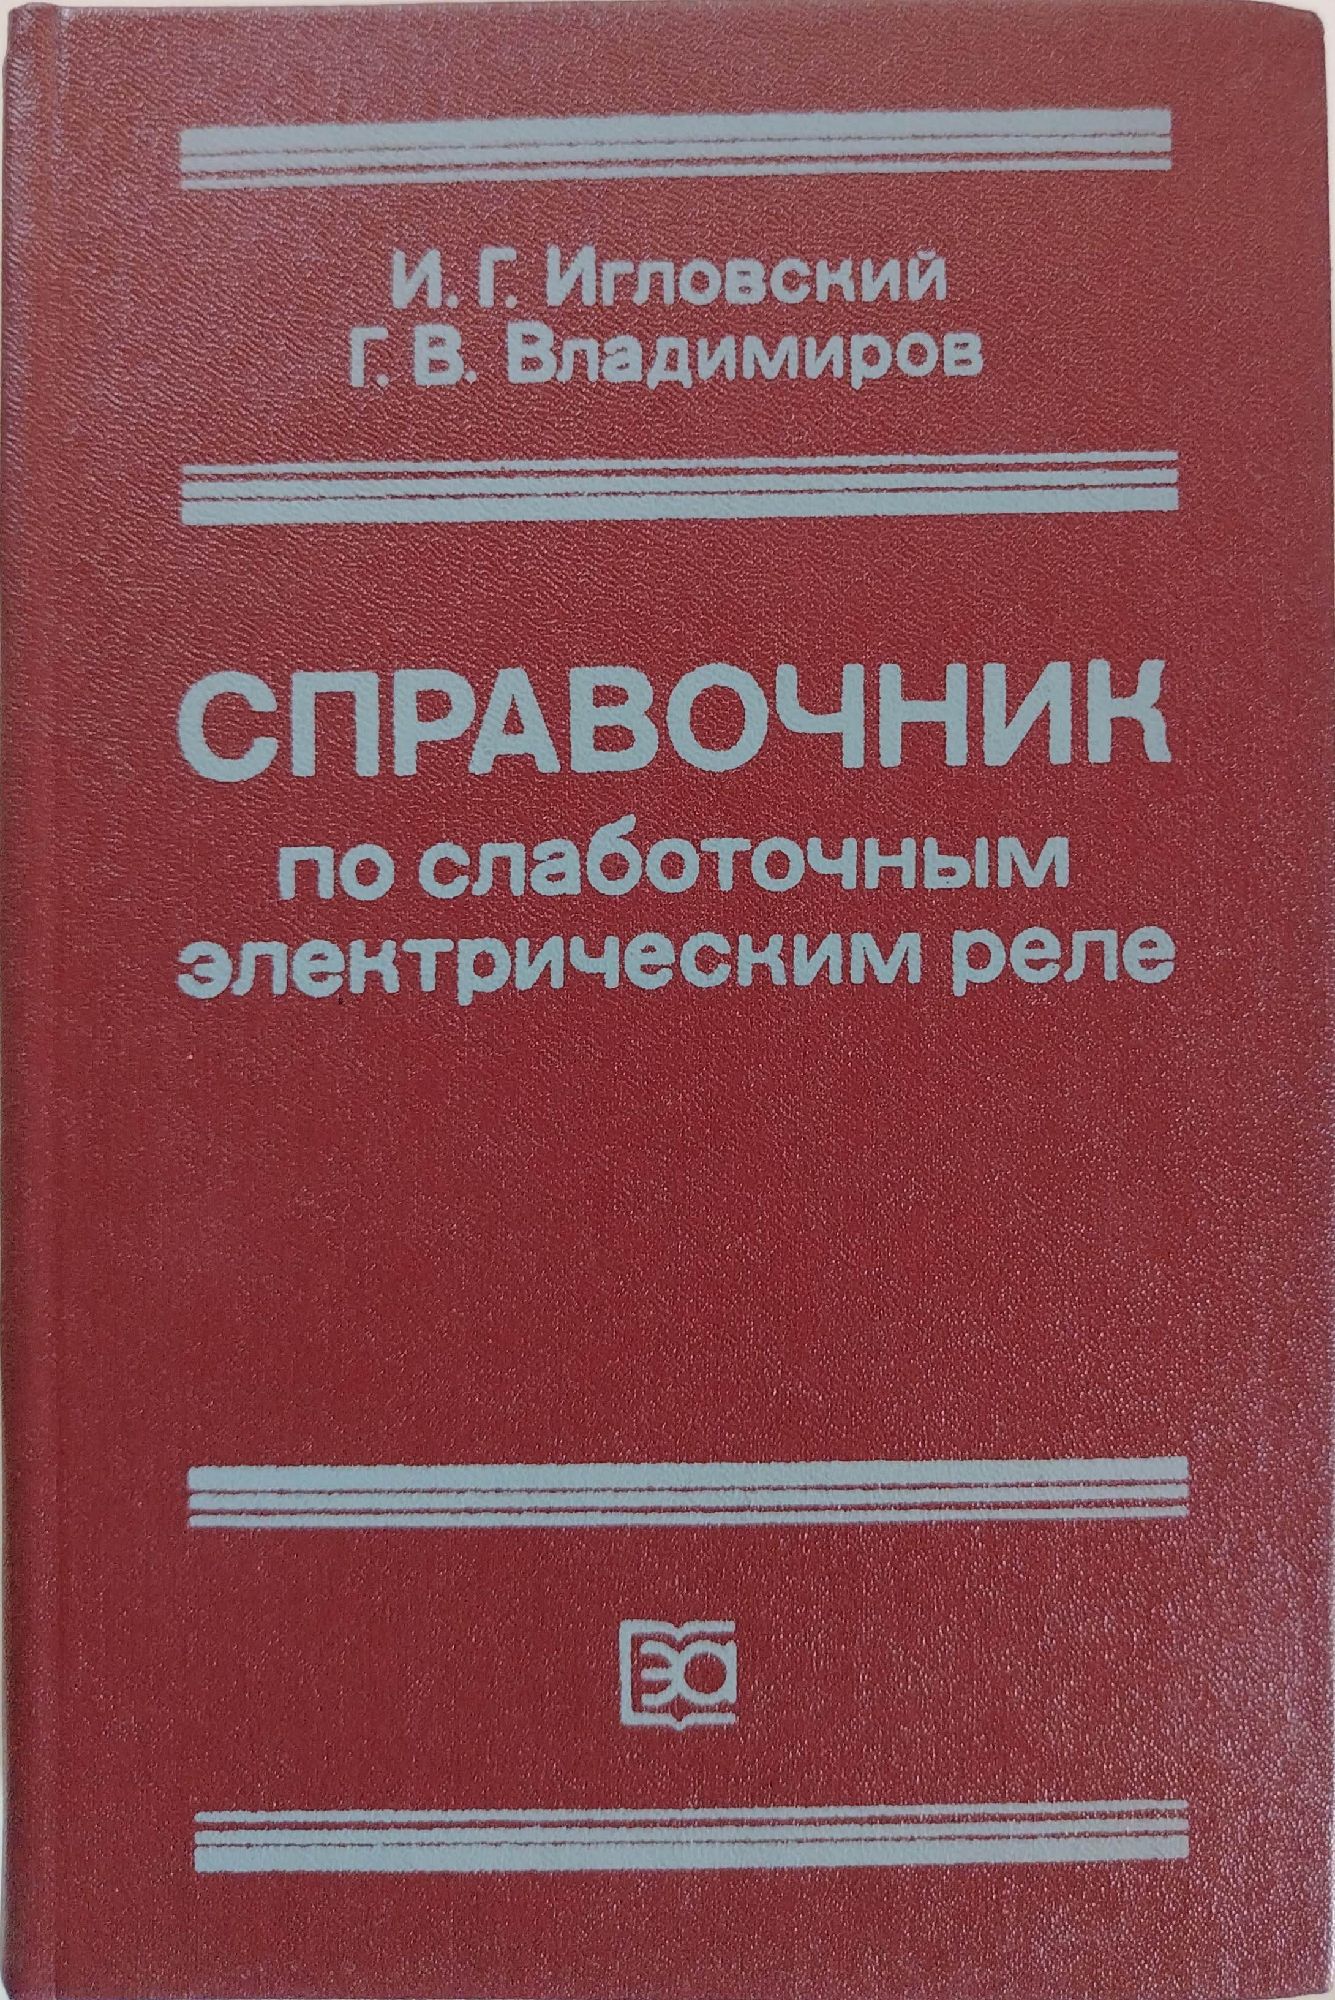 И. Г. Игловский
Г. В. Владимиров
СПРАВОЧНИК
по слаботочным
электрическим реле
эа